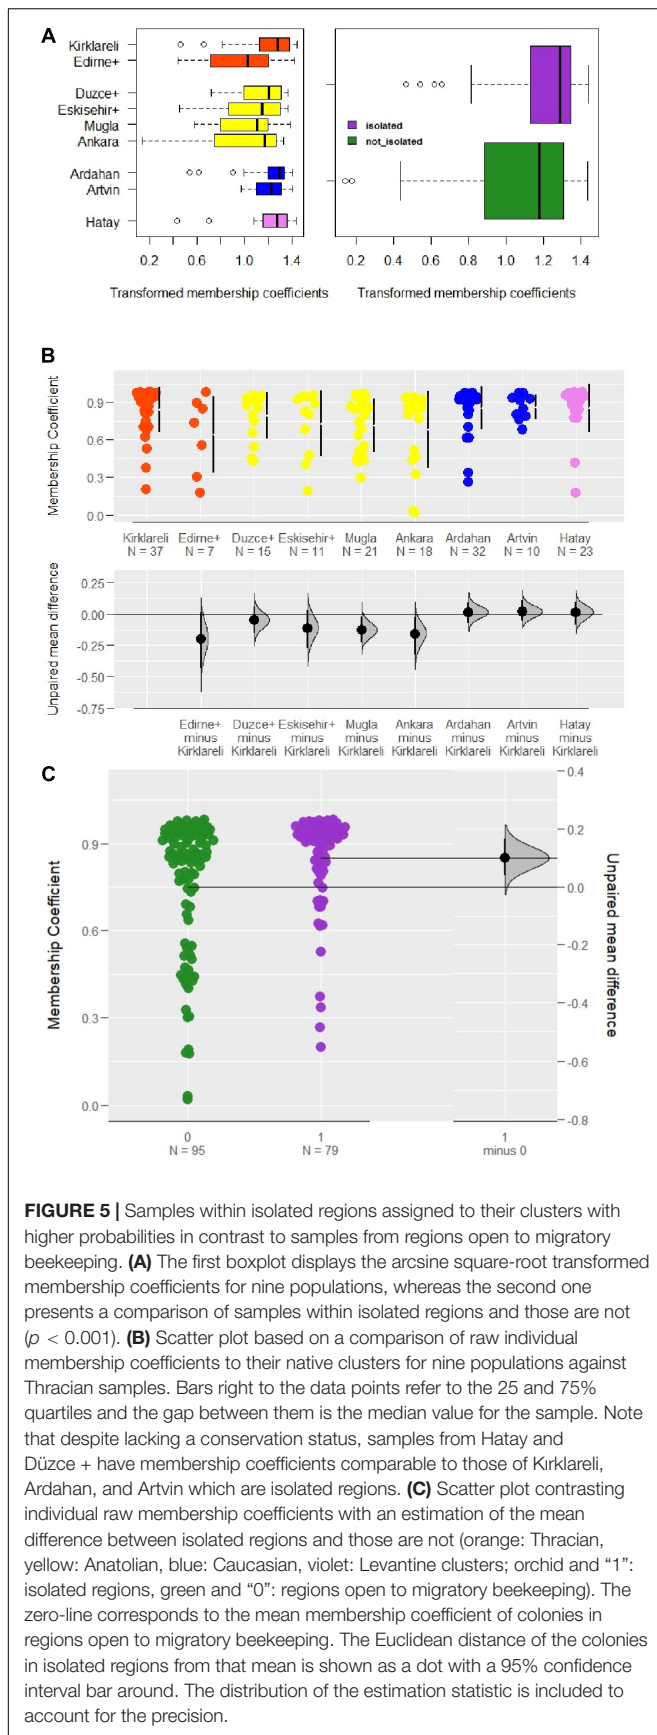 A
Kirklareli
Edirne+
Duzce+
Eskisehir+
Mugla
Ankara
Ardahan
Artvin
Hatay
0.2 0.6 1.0 1.4
Transformed membership coefficients
isolated
not_isolated
0.2 0.4 0.6 0.8 1.0 1.2 1.4
Transformed membership coefficients
B
Membership Coefficient
0.9
0.6
0.3
0.0
Kirklareli Edirne+ Duzce+ Eskisehir+ Mugla Ankara Ardahan Artvin Hatay
N = 37 N = 7 N = 15 N = 11 N = 21 N = 18 N = 32 N = 10 N = 23
Unpaired mean difference
0.25
0.00
-0.25
-0.50
-0.75
Edirne+ Duzce+ Eskisehir+ Mugla Ankara Ardahan Artvin Hatay
minus minus minus minus minus minus minus minus
Kirklareli Kirklareli Kirklareli Kirklareli Kirklareli Kirklareli Kirklareli Kirklareli
C
Membership Coefficient
0.9
0.6
0.3
0.0
0 1
N = 95 N = 79
0.4
0.2
0.0
-0.2
-0.4
-0.6
-0.8
Unpaired mean difference
1
minus 0
FIGURE 5 | Samples within isolated regions assigned to their clusters with
higher probabilities in contrast to samples from regions open to migratory
beekeeping. (A) The first boxplot displays the arcsine square-root transformed
membership coefficients for nine populations, whereas the second one
presents a comparison of samples within isolated regions and those are not
(p < 0.001). (B) Scatter plot based on a comparison of raw individual
membership coefficients to their native clusters for nine populations against
Thracian samples. Bars right to the data points refer to the 25 and 75%
quartiles and the gap between them is the median value for the sample. Note
that despite lacking a conservation status, samples from Hatay and
Düzce + have membership coefficients comparable to those of Kırklareli,
Ardahan, and Artvin which are isolated regions. (C) Scatter plot contrasting
individual raw membership coefficients with an estimation of the mean
difference between isolated regions and those are not (orange: Thracian,
yellow: Anatolian, blue: Caucasian, violet: Levantine clusters; orchid and “1”:
isolated regions, green and “0”: regions open to migratory beekeeping). The
zero-line corresponds to the mean membership coefficient of colonies in
regions open to migratory beekeeping. The Euclidean distance of the colonies
in isolated regions from that mean is shown as a dot with a 95% confidence
interval bar around. The distribution of the estimation statistic is included to
account for the precision.